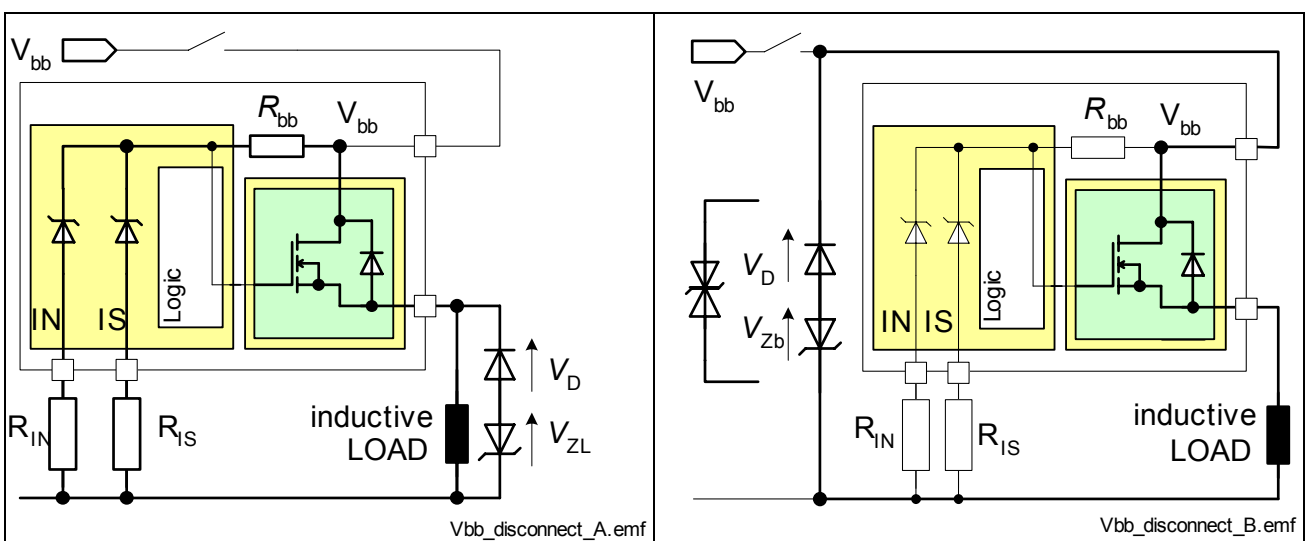 Vbb
Rbb
Vbb
Logic
IN
IS
RIN
RIS
inductive
LOAD
VD
VZL
Vbb_disconnect_A.emf
Vbb
Rbb
Vbb
VD
VZb
Logic
IN
IS
RIN
RIS
inductive
LOAD
Vbb_disconnect_B.emf